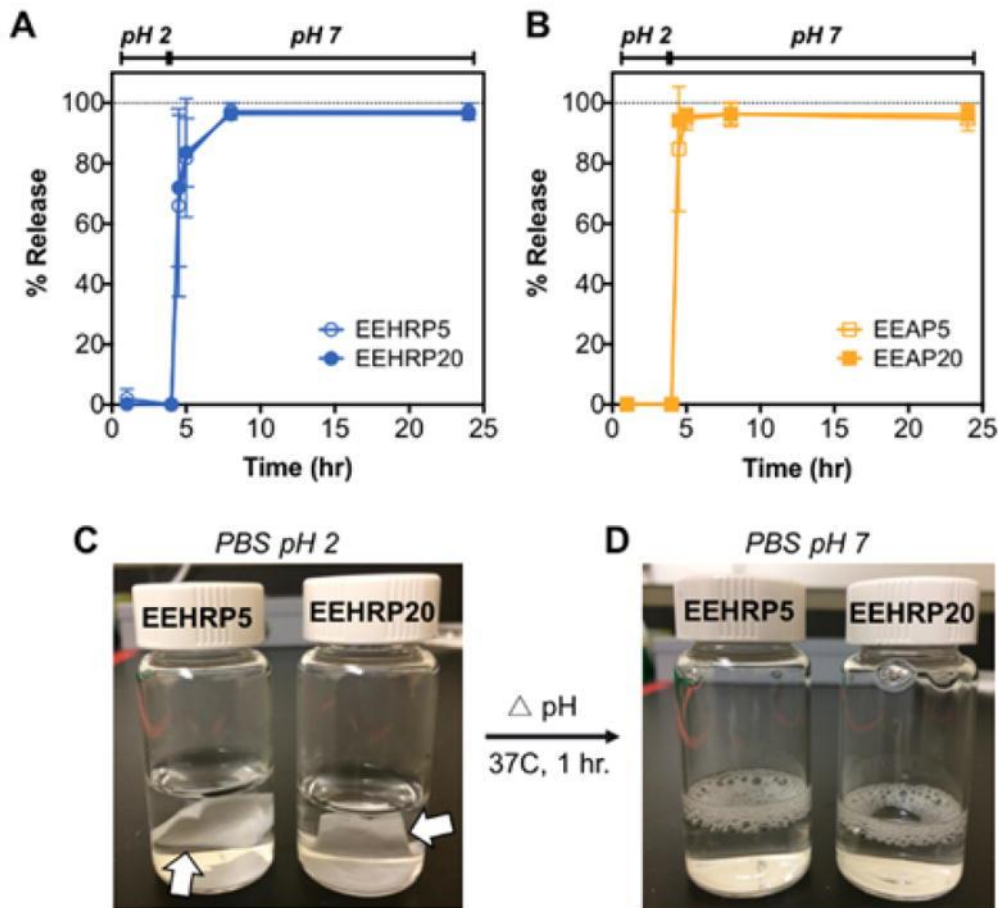 A
pH 2
pH 7
% Release
100
80
60
40
20
0
EEHRP5
EEHRP20
0 5 10 15 20 25
Time (hr)
B
pH 2
pH 7
% Release
100
80
60
40
20
0
EEAP5
EEAP20
0 5 10 15 20 25
Time (hr)
C
PBS pH 2
EEHRP5
EEHRP20
△ pH
37C, 1 hr.
D
PBS pH 7
EEHRP5
EEHRP20